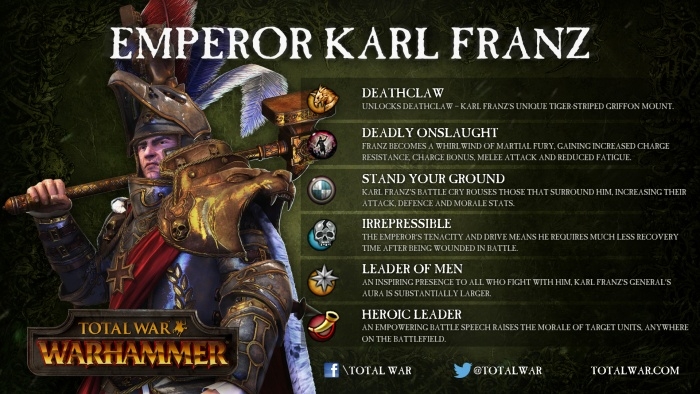 EMPEROR KARL FRANZ
DEATHCLAW
UNLOCKS DEATHCLAW – KARL FRANZ'S UNIQUE TIGER-STRIPED GRIFFON MOUNT.
DEADLY ONSLAUGHT
FRANZ BECOMES A WHIRLWIND OF MARTIAL FURY, GAINING INCREASED CHARGE
RESISTANCE, CHARGE BONUS, MELEE ATTACK AND REDUCED FATIGUE.
STAND YOUR GROUND
KARL FRANZ'S BATTLE CRY ROUSES THOSE THAT SURROUND HIM, INCREASING THEIR
ATTACK, DEFENCE AND MORALE STATS.
IRREPRESSIBLE
THE EMPEROR'S TENACITY AND DRIVE MEANS HE REQUIRES MUCH LESS RECOVERY
TIME AFTER BEING WOUNDED IN BATTLE.
LEADER OF MEN
AN INSPIRING PRESENCE TO ALL WHO FIGHT WITH HIM, KARL FRANZ'S GENERAL'S
AURA IS SUBSTANTIALLY LARGER.
HEROIC LEADER
AN EMPOWERING BATTLE SPEECH RAISES THE MORALE OF TARGET UNITS, ANYWHERE
ON THE BATTLEFIELD.
TOTAL WAR
WARHAMMER
\TOTAL WAR @TOTALWAR TOTALWAR.COM